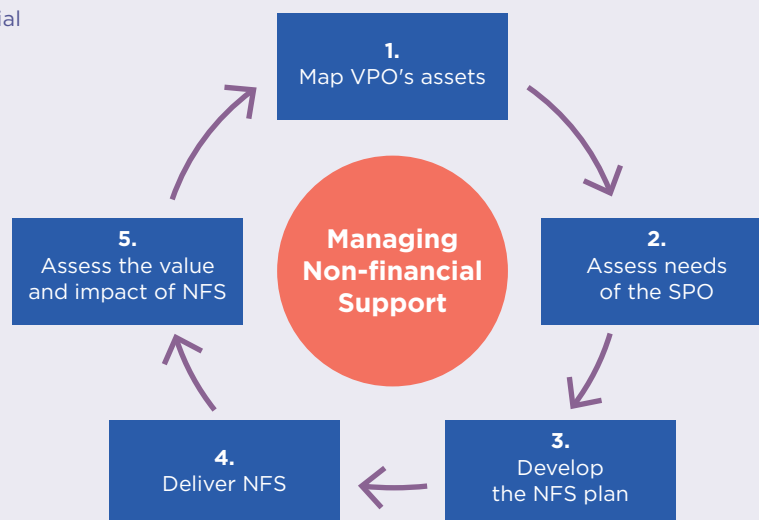 1.
Map VPO's assets
2.
Assess needs
of the SPO
3.
Develop
the NFS plan
4.
Deliver NFS
5.
Assess the value
and impact of NFS
Managing
Non-financial
Support